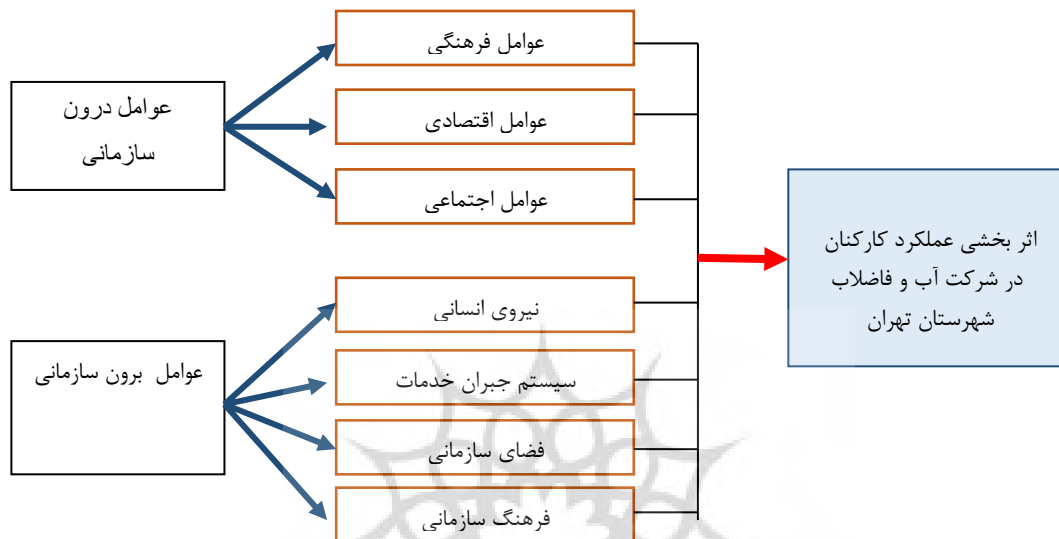 عوامل درون
سازمانی
عوامل فرهنگی
عوامل اقتصادی
عوامل اجتماعی
عوامل برون سازمانی
نیروی انسانی
سیستم جبران خدمات
فضای سازمانی
فرهنگ سازمانی
اثر بخشی عملکرد کارکنان
در شرکت آب و فاضلاب
شهرستان تهران